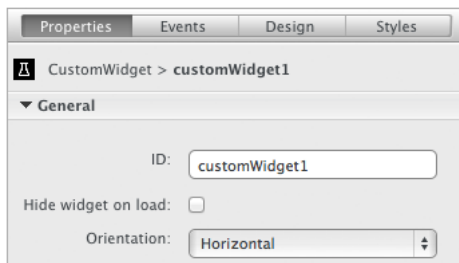 Properties Events Design Styles
CustomWidget > customWidget1
General
ID: customWidget1
Hide widget on load:
Orientation: Horizontal